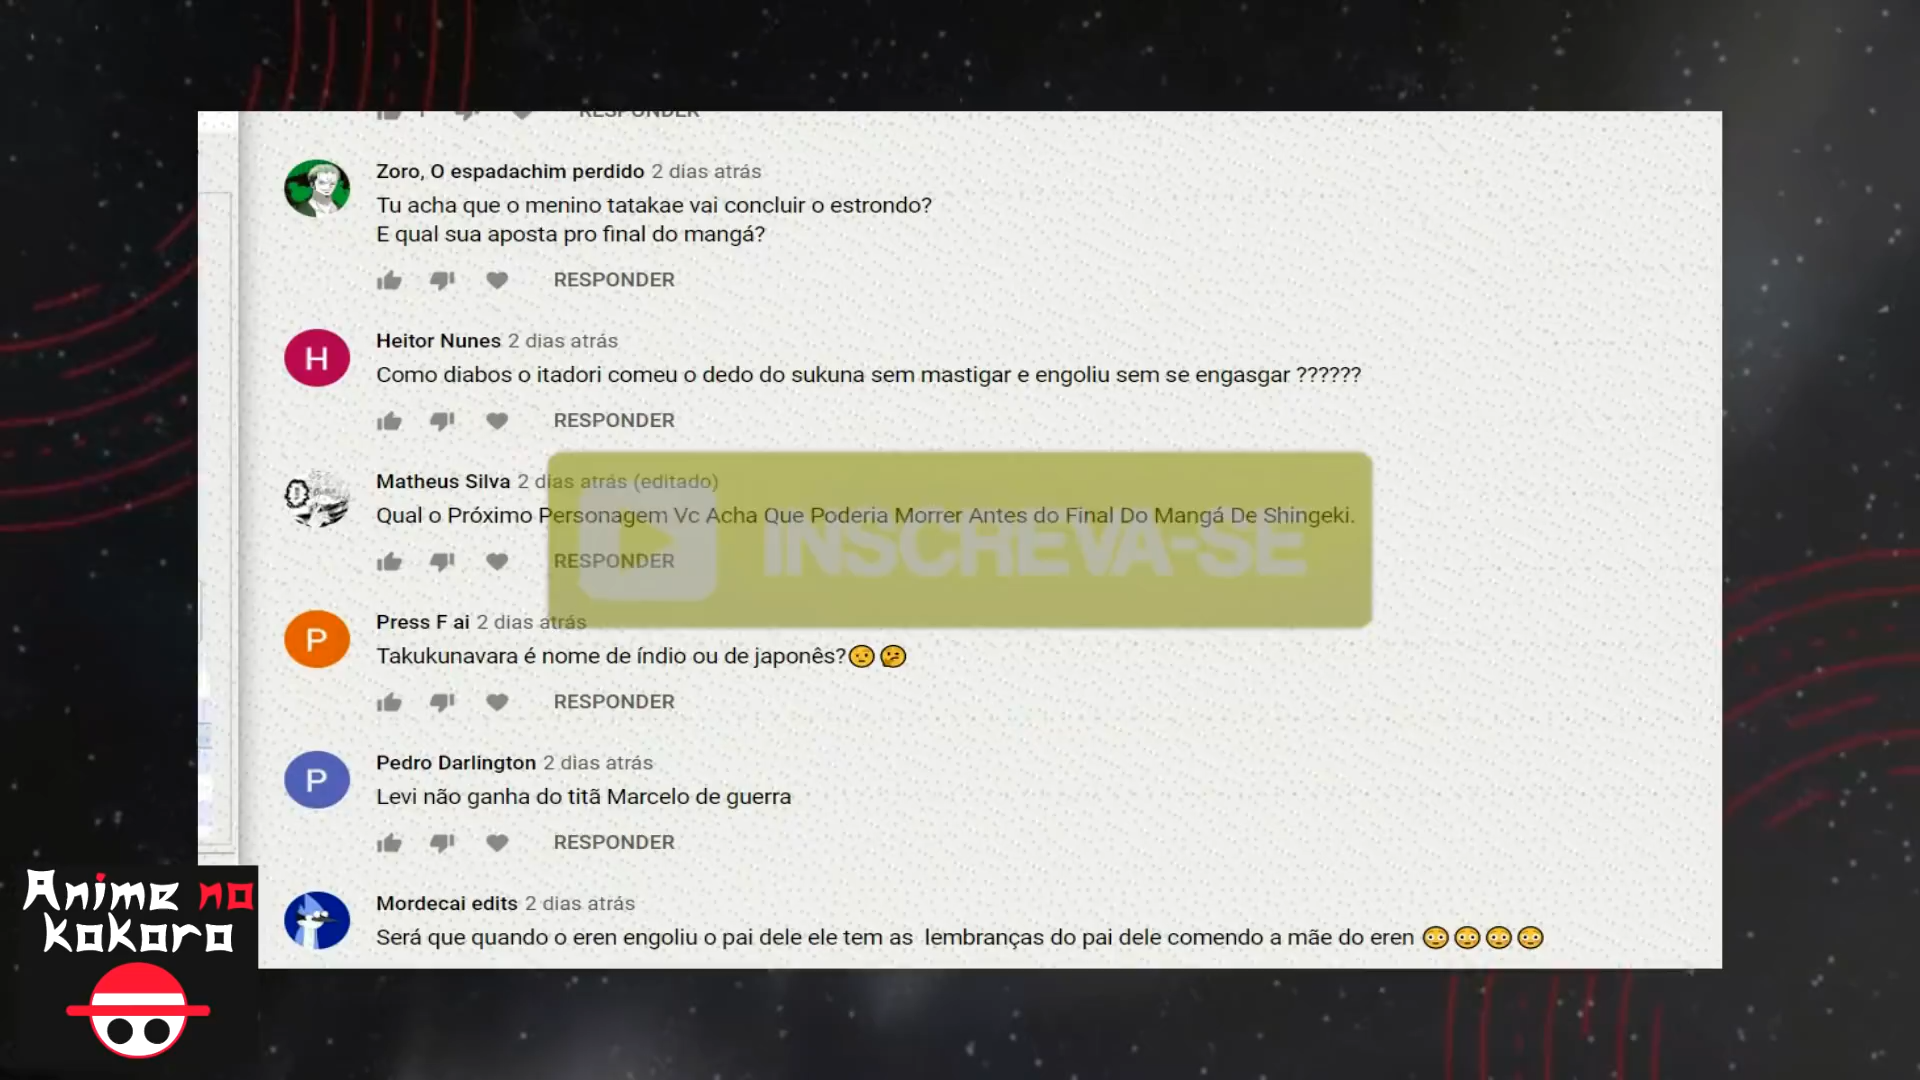 RESPONDER
Zoro, O espadachim perdido 2 dias atrás
Tu acha que o menino tatakae vai concluir o estrondo?
E qual sua aposta pro final do mangá?
RESPONDER
H
Heitor Nunes 2 dias atrás
Como diabos o itadori comeu o dedo do sukuna sem mastigar e engoliu sem se engasgar ??????
RESPONDER
Matheus Silva 2 dias atrás (editado)
Qual o Próximo Personagem Vc Acha Que Poderia Morrer Antes do Final Do Mangá De Shingeki.
INSCREVA-SE
RESPONDER
P
Press F ai 2 dias atrás
Takukunavara é nome de índio ou de japonês?🤨🤔
RESPONDER
P
Pedro Darlington 2 dias atrás
Levi não ganha do titã Marcelo de guerra
RESPONDER
Mordecai edits 2 dias atrás
Será que quando o eren engoliu o pai dele ele tem as  lembranças do pai dele comendo a mãe do eren 😳😳😳😳
Anime no
kokoro